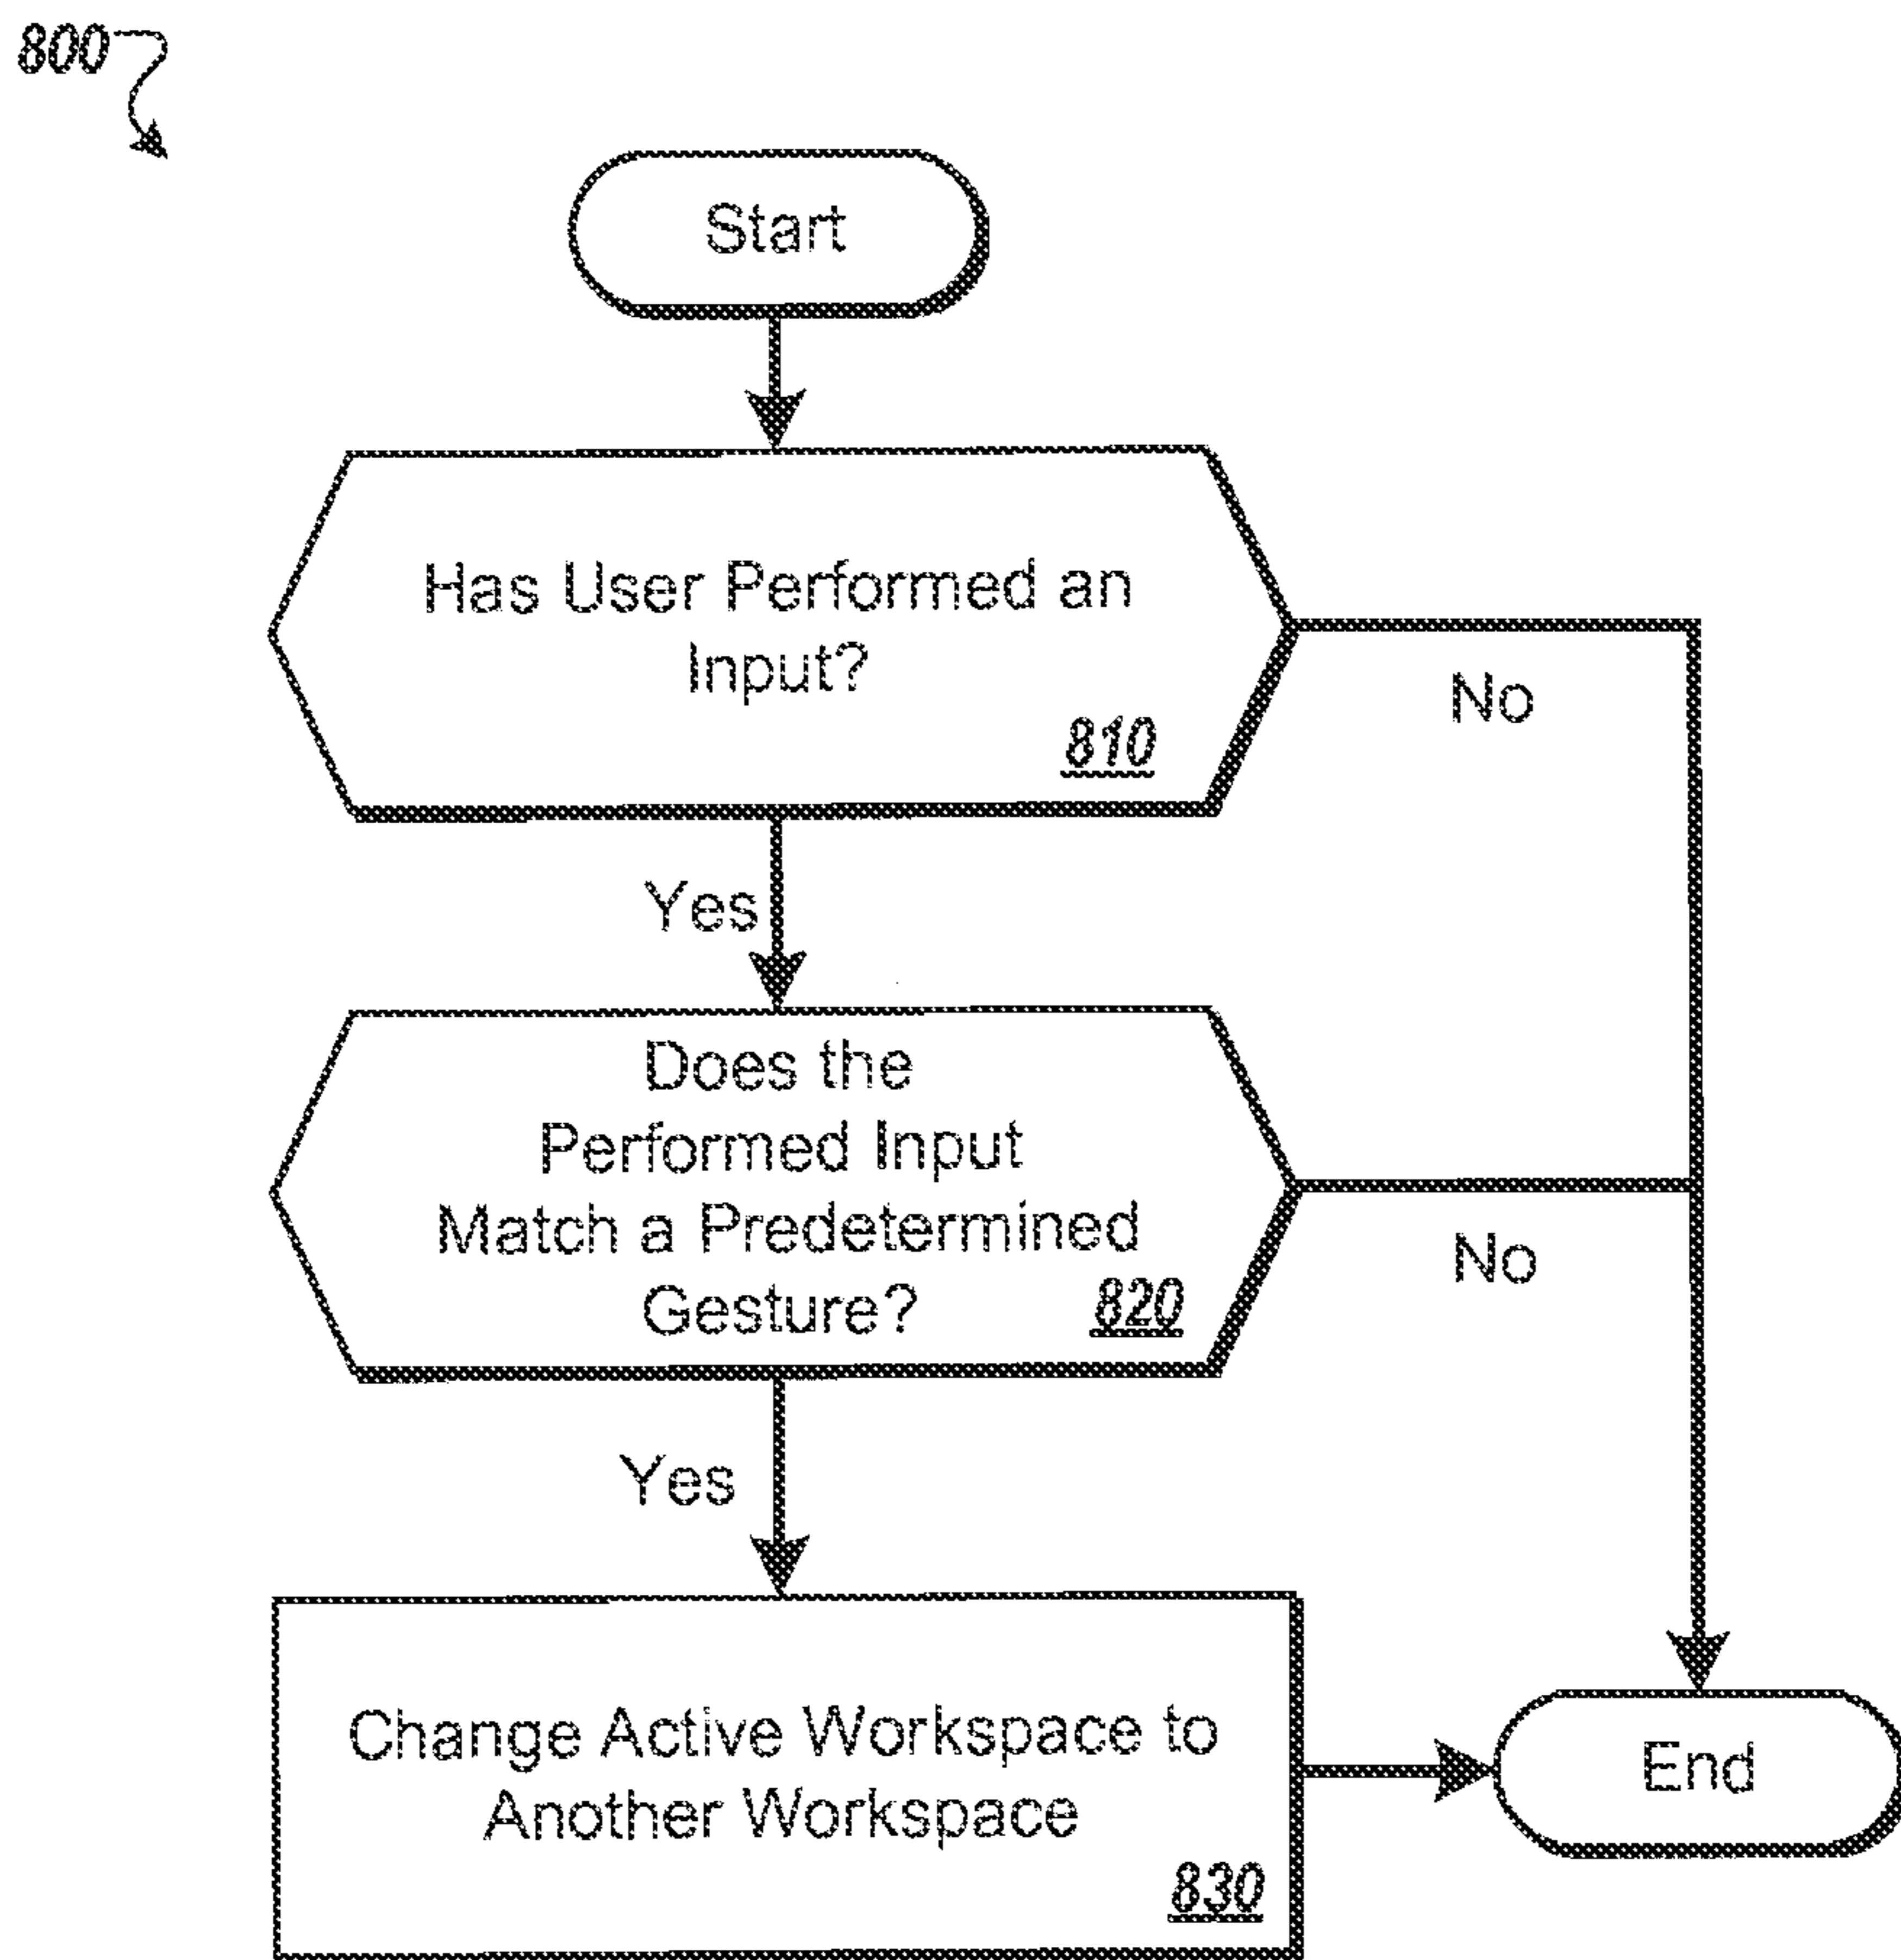 800
Start
Has User Performed an
Input?
810
No
Yes
Does the
Performed Input
Match a Predetermined
Gesture?
820
No
Yes
Change Active Workspace to
Another Workspace
830
End